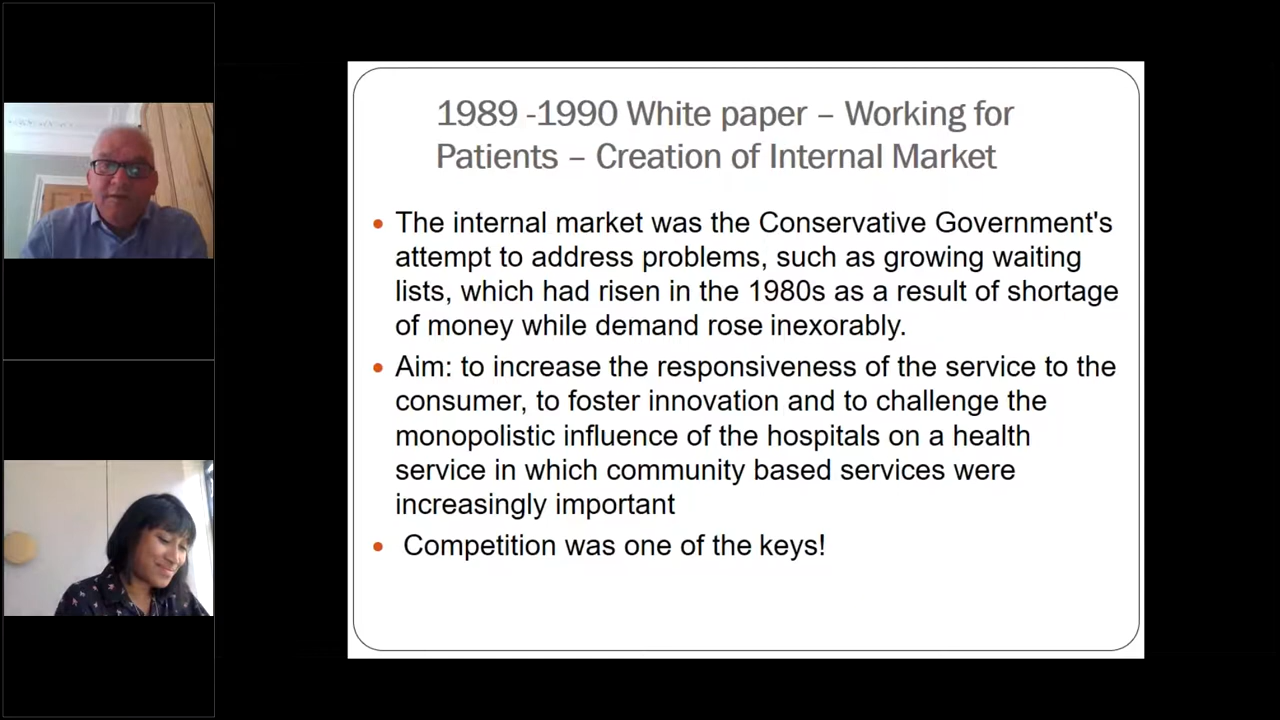 1989 -1990 White paper – Working for
Patients – Creation of Internal Market
• The internal market was the Conservative Government's
attempt to address problems, such as growing waiting
lists, which had risen in the 1980s as a result of shortage
of money while demand rose inexorably.
• Aim: to increase the responsiveness of the service to the
consumer, to foster innovation and to challenge the
monopolistic influence of the hospitals on a health
service in which community based services were
increasingly important
• Competition was one of the keys!